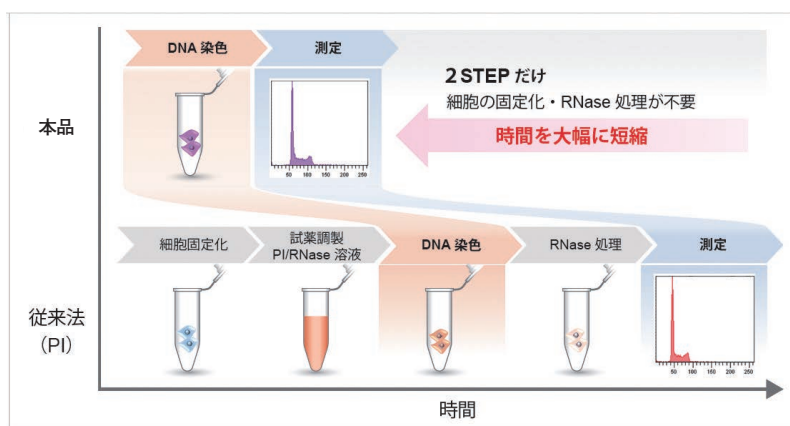 DNA 染色
測定
2 STEP だけ
細胞の固定化・RNase 処理が不要
時間を大幅に短縮
本品
50 100 150 200 250
細胞固定化
試薬調製
PI/RNase 溶液
DNA 染色
RNase 処理
測定
従来法
（PI）
50 100 150 200 250
時間